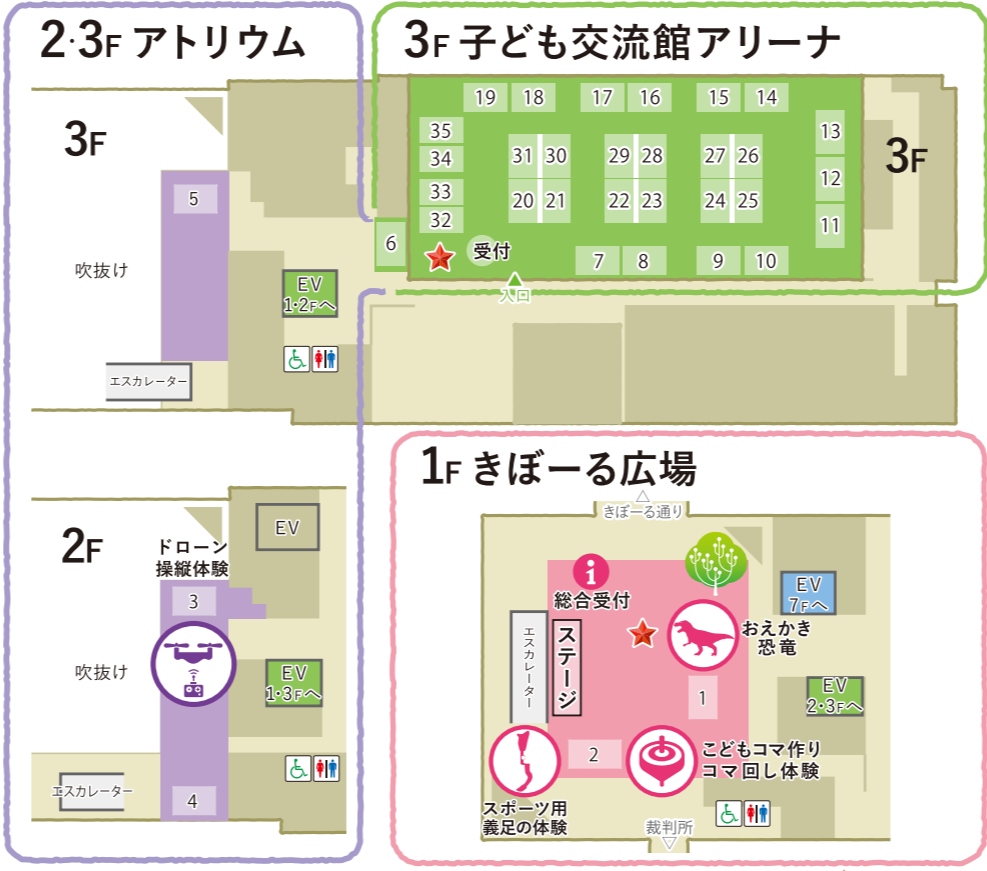 2·3F アトリウム
3F
5
吹抜け
EV
1·2Fへ
エスカレーター
2F
ドローン
操縦体験
EV
3
吹抜け
EV
1·3Fへ
エスカレーター
4
3F 子ども交流館アリーナ
19 18 17 16 15 14
35
34
33
32
31 30 29 28 27 26
20 21 22 23 24 25
13
12
11
3F
6
受付
7 8 9 10
入口
1F きぼーる広場
きぼーる通り
i
総合受付
EV
7Fへ
おえかき
恐竜
エスカレーター
ステージ
1
EV
2·3Fへ
2
こどもコマ作り
コマ回し体験
スポーツ用
義足の体験
裁判所